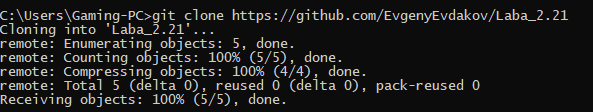 C:\Users\Gaming-PC>git clone https://github.com/EvgenyEvdakov/Laba_2.21
Cloning into 'Laba_2.21'...
remote: Enumerating objects: 5, done.
remote: Counting objects: 100% (5/5), done.
remote: Compressing objects: 100% (4/4), done.
remote: Total 5 (delta 0), reused 0 (delta 0), pack-reused 0
Receiving objects: 100% (5/5), done.